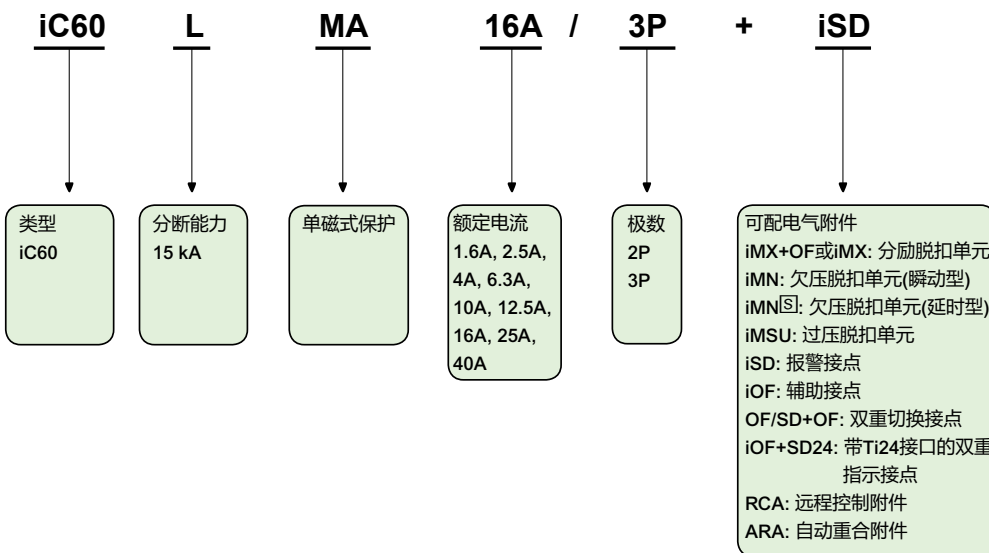 iC60 L MA 16A / 3P + iSD
类型
iC60
分断能力
15 kA
单磁式保护
额定电流
1.6A, 2.5A,
4A, 6.3A,
10A, 12.5A,
16A, 25A,
40A
极数
2P
3P
可配电气附件
iMX+OF或iMX: 分励脱扣单元
iMN: 欠压脱扣单元(瞬动型)
iMN🅂: 欠压脱扣单元(延时型)
iMSU: 过压脱扣单元
iSD: 报警接点
iOF: 辅助接点
OF/SD+OF: 双重切换接点
iOF+SD24: 带Ti24接口的双重
指示接点
RCA: 远程控制附件
ARA: 自动重合附件